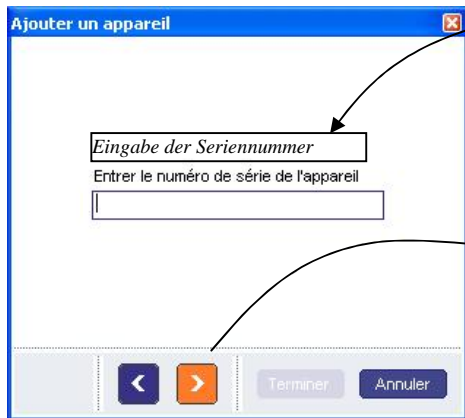 Ajouter un appareil
Eingabe der Seriennummer
Entrer le numéro de série de l'appareil
Terminer
Annuler